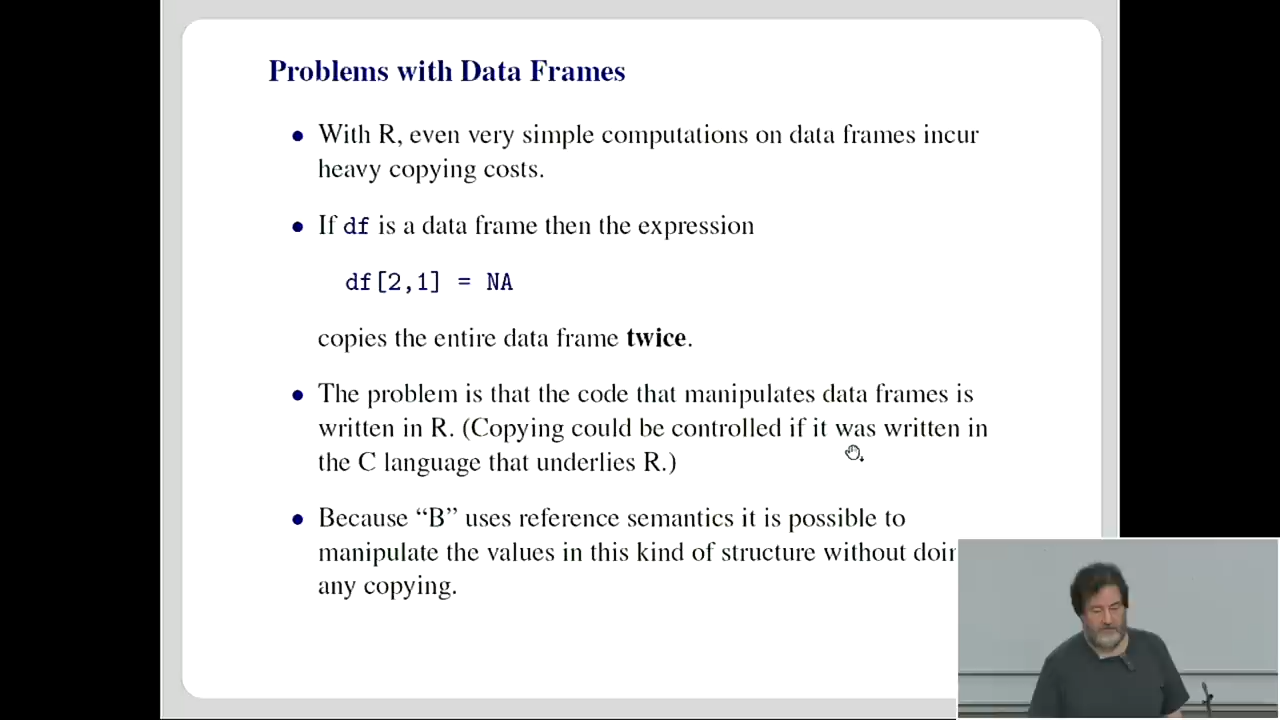 Problems with Data Frames
• With R, even very simple computations on data frames incur
heavy copying costs.
• If df is a data frame then the expression
df[2,1] = NA
copies the entire data frame twice.
• The problem is that the code that manipulates data frames is
written in R. (Copying could be controlled if it was written in
the C language that underlies R.)
• Because “B” uses reference semantics it is possible to
manipulate the values in this kind of structure without
any copying.